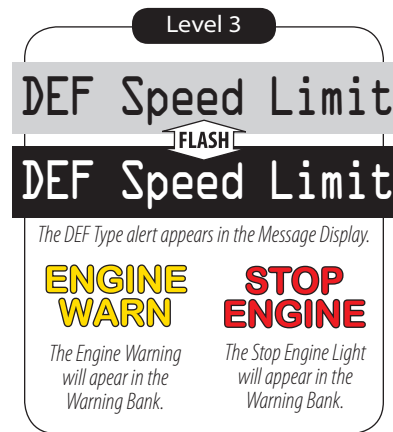 Level 3
DEF Speed Limit
FLASH
DEF Speed Limit
The DEF Type alert appears in the Message Display.
ENGINE
WARN
The Engine Warning
will apear in the
Warning Bank.
STOP
ENGINE
The Stop Engine Light
will appear in the
Warning Bank.